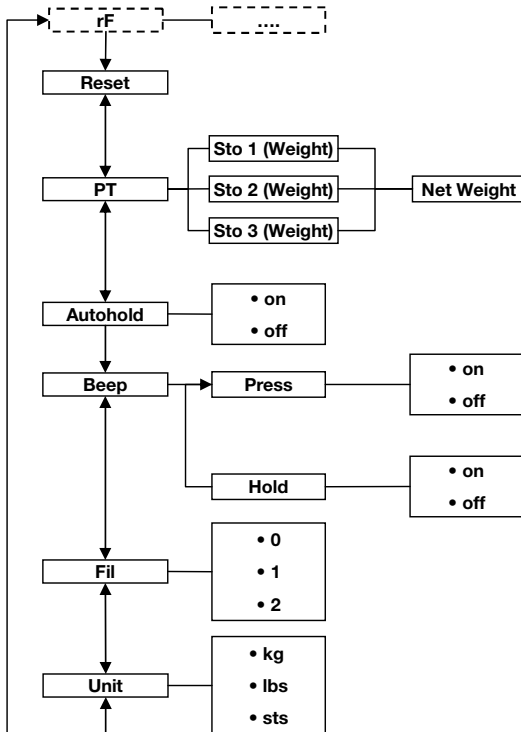 rF
....
Reset
Sto 1 (Weight)
PT
Sto 2 (Weight)
Net Weight
Sto 3 (Weight)
Autohold
• on
• off
Beep
Press
• on
• off
Hold
• on
• off
Fil
• 0
• 1
• 2
Unit
• kg
• lbs
• sts